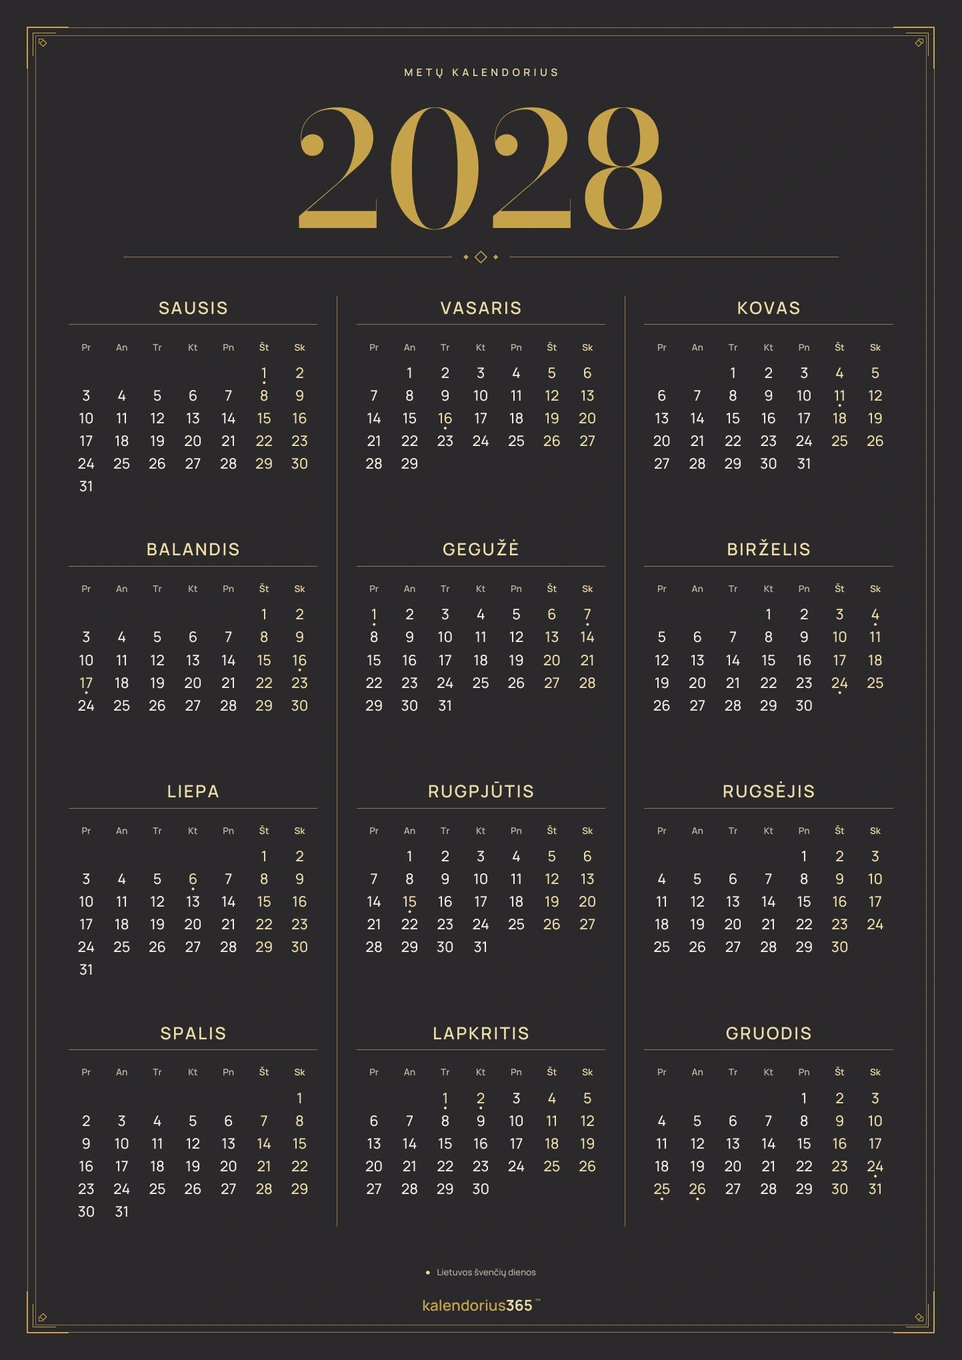 METŲ KALENDORIUS
2028
SAUSIS
Pr An Tr Kt Pn Št Sk
1 2
3 4 5 6 7 8 9
10 11 12 13 14 15 16
17 18 19 20 21 22 23
24 25 26 27 28 29 30
31
VASARIS
Pr An Tr Kt Pn Št Sk
1 2 3 4 5 6
7 8 9 10 11 12 13
14 15 16 17 18 19 20
21 22 23 24 25 26 27
28 29
KOVAS
Pr An Tr Kt Pn Št Sk
1 2 3 4 5
6 7 8 9 10 11 12
13 14 15 16 17 18 19
20 21 22 23 24 25 26
27 28 29 30 31
BALANDIS
Pr An Tr Kt Pn Št Sk
1 2
3 4 5 6 7 8 9
10 11 12 13 14 15 16
17 18 19 20 21 22 23
24 25 26 27 28 29 30
GEGUŽĖ
Pr An Tr Kt Pn Št Sk
1 2 3 4 5 6 7
8 9 10 11 12 13 14
15 16 17 18 19 20 21
22 23 24 25 26 27 28
29 30 31
BIRŽELIS
Pr An Tr Kt Pn Št Sk
1 2 3 4
5 6 7 8 9 10 11
12 13 14 15 16 17 18
19 20 21 22 23 24 25
26 27 28 29 30
LIEPA
Pr An Tr Kt Pn Št Sk
1 2
3 4 5 6 7 8 9
10 11 12 13 14 15 16
17 18 19 20 21 22 23
24 25 26 27 28 29 30
31
RUGPJŪTIS
Pr An Tr Kt Pn Št Sk
1 2 3 4 5 6
7 8 9 10 11 12 13
14 15 16 17 18 19 20
21 22 23 24 25 26 27
28 29 30 31
RUGSĖJIS
Pr An Tr Kt Pn Št Sk
1 2 3
4 5 6 7 8 9 10
11 12 13 14 15 16 17
18 19 20 21 22 23 24
25 26 27 28 29 30
SPALIS
Pr An Tr Kt Pn Št Sk
1
2 3 4 5 6 7 8
9 10 11 12 13 14 15
16 17 18 19 20 21 22
23 24 25 26 27 28 29
30 31
LAPKRITIS
Pr An Tr Kt Pn Št Sk
1 2 3 4 5
6 7 8 9 10 11 12
13 14 15 16 17 18 19
20 21 22 23 24 25 26
27 28 29 30
GRUODIS
Pr An Tr Kt Pn Št Sk
1 2 3
4 5 6 7 8 9 10
11 12 13 14 15 16 17
18 19 20 21 22 23 24
25 26 27 28 29 30 31
• Lietuvos švenčių dienos
kalendorius365™